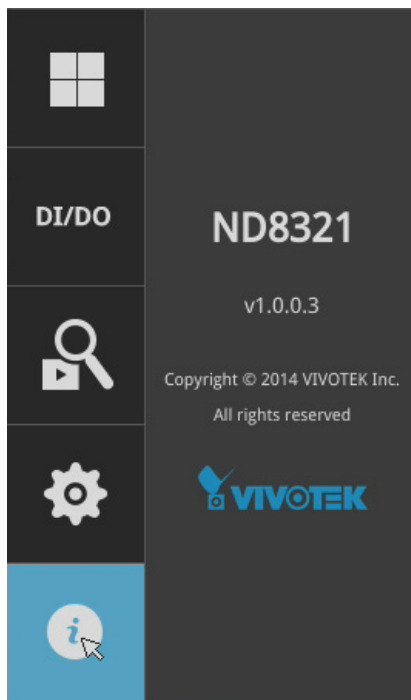 DI/DO
ND8321
v1.0.0.3
Copyright © 2014 VIVOTEK Inc.
All rights reserved
VIVOTEK
i